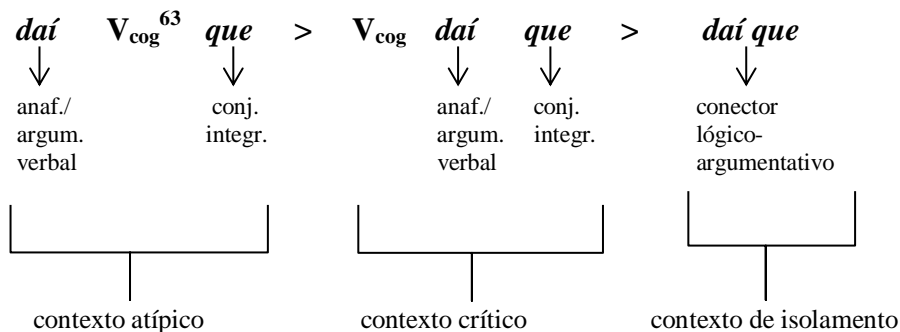 daí V_cog^63 que > V_cog daí que > daí que
anaf./ conj. anaf./ conj. conector
argum. integr. argum. integr. lógico-
verbal verbal argumentativo
contexto atípico contexto crítico contexto de isolamento